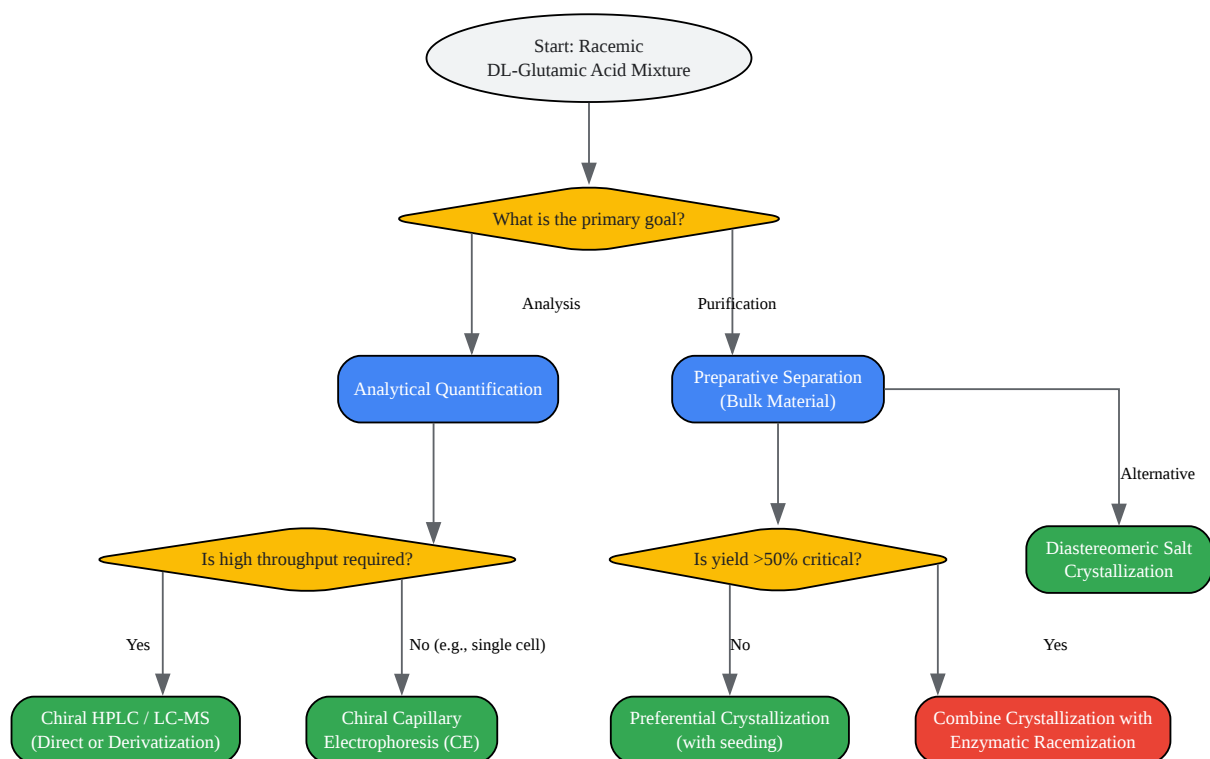 Start: Racemic
DL-Glutamic Acid Mixture
What is the primary goal?
Analysis
Purification
Analytical Quantification
Preparative Separation
(Bulk Material)
Alternative
Is high throughput required?
Is yield >50% critical?
Diastereomeric Salt
Crystallization
Yes
No (e.g., single cell)
No
Yes
Chiral HPLC / LC-MS
(Direct or Derivatization)
Chiral Capillary
Electrophoresis (CE)
Preferential Crystallization
(with seeding)
Combine Crystallization with
Enzymatic Racemization